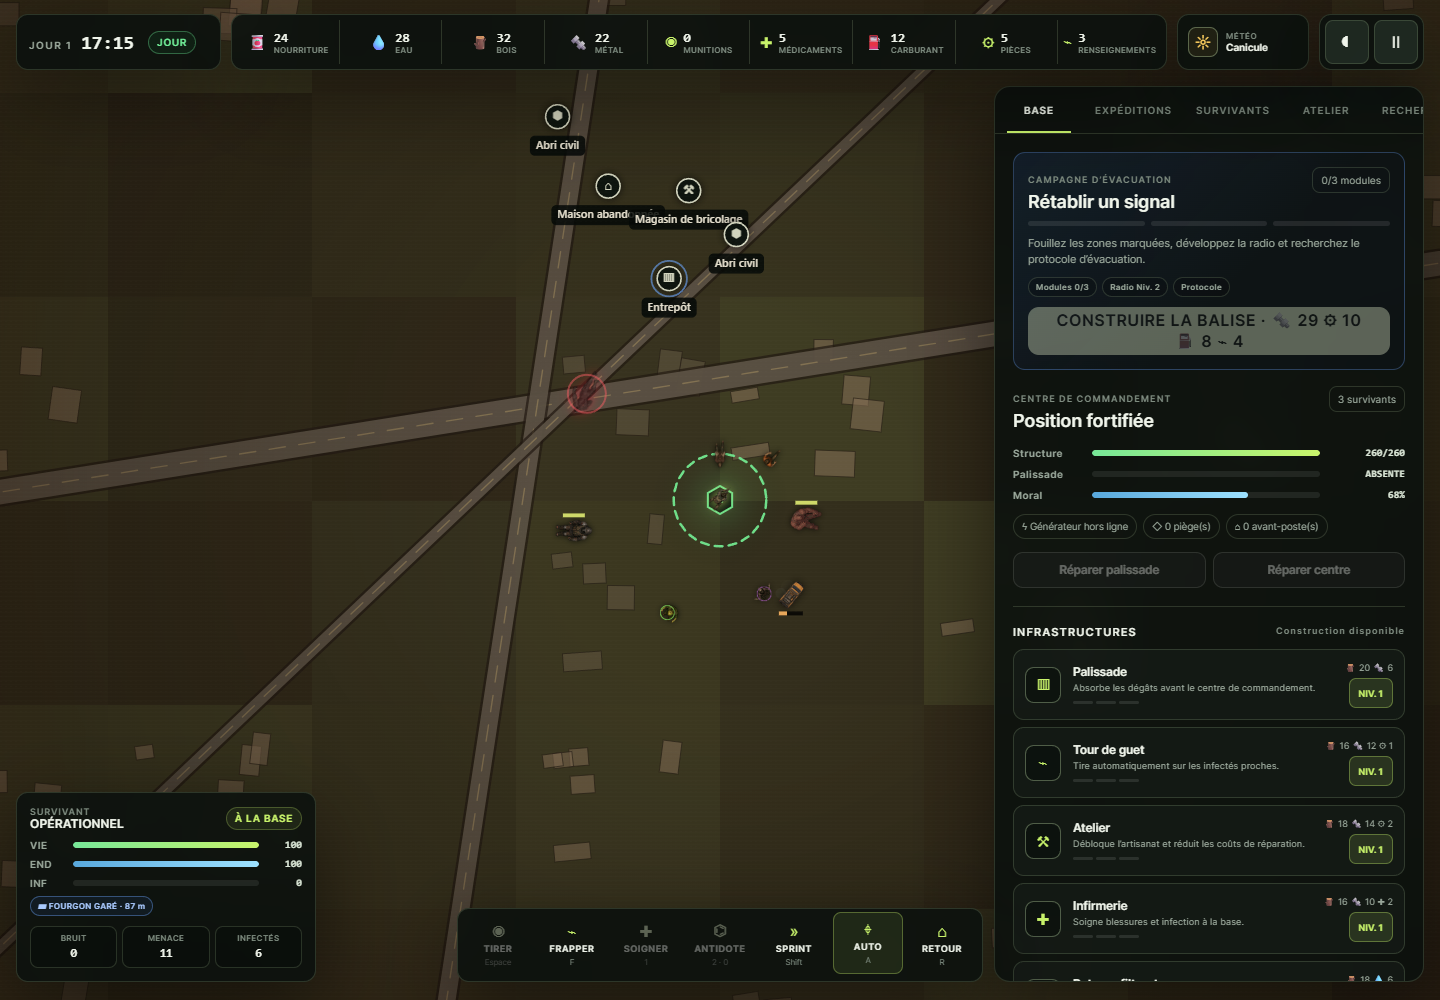 JOUR 1 17:15 JOUR
24 NOURRITURE
28 EAU
32 BOIS
22 MÉTAL
0 MUNITIONS
5 MÉDICAMENTS
12 CARBURANT
5 PIÈCES
3 RENSEIGNEMENTS
MÉTÉO
Canicule
Abri civil
Maison aband
Magasin de bricolage
Abri civil
Entrepôt
BASE EXPÉDITIONS SURVIVANTS ATELIER RECHER
CAMPAGNE D'ÉVACUATION 0/3 modules
Rétablir un signal
Fouillez les zones marquées, développez la radio et recherchez le
protocole d'évacuation.
Modules 0/3 Radio Niv. 2 Protocole
CONSTRUIRE LA BALISE · 29 10
8 4
CENTRE DE COMMANDEMENT 3 survivants
Position fortifiée
Structure 260/260
Palissade ABSENTE
Moral 68%
Générateur hors ligne 0 piège(s) 0 avant-poste(s)
Réparer palissade Réparer centre
INFRASTRUCTURES Construction disponible
Palissade 20 6
Absorbe les dégâts avant le centre de commandement. NIV. 1
Tour de guet 16 12 1
Tire automatiquement sur les infectés proches. NIV. 1
Atelier 18 14 2
Débloque l'artisanat et réduit les coûts de réparation. NIV. 1
Infirmerie 16 10 2
Soigne blessures et infection à la base. NIV. 1
18 6
SURVIVANT
OPÉRATIONNEL À LA BASE
VIE 100
END 100
INF 0
FOURGON GARÉ · 87 m
BRUIT MENACE INFECTÉS
0 11 6
TIRER FRAPPER SOIGNER ANTIDOTE SPRINT AUTO RETOUR
Espace F 1 2 · 0 Shift A R